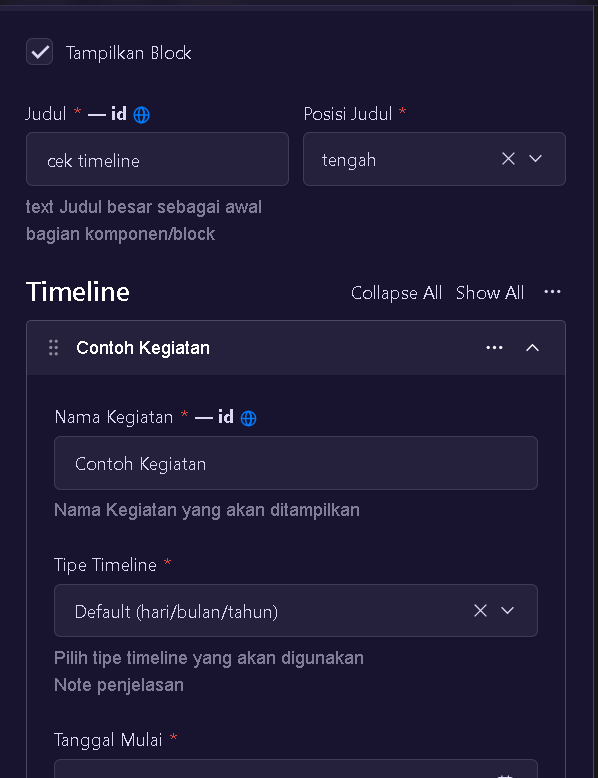 Tampilkan Block
Judul * — id
Posisi Judul *
cek timeline
tengah
text Judul besar sebagai awal
bagian komponen/block
Timeline
Collapse All
Show All
Contoh Kegiatan
Nama Kegiatan * — id
Contoh Kegiatan
Nama Kegiatan yang akan ditampilkan
Tipe Timeline *
Default (hari/bulan/tahun)
Pilih tipe timeline yang akan digunakan
Note penjelasan
Tanggal Mulai *